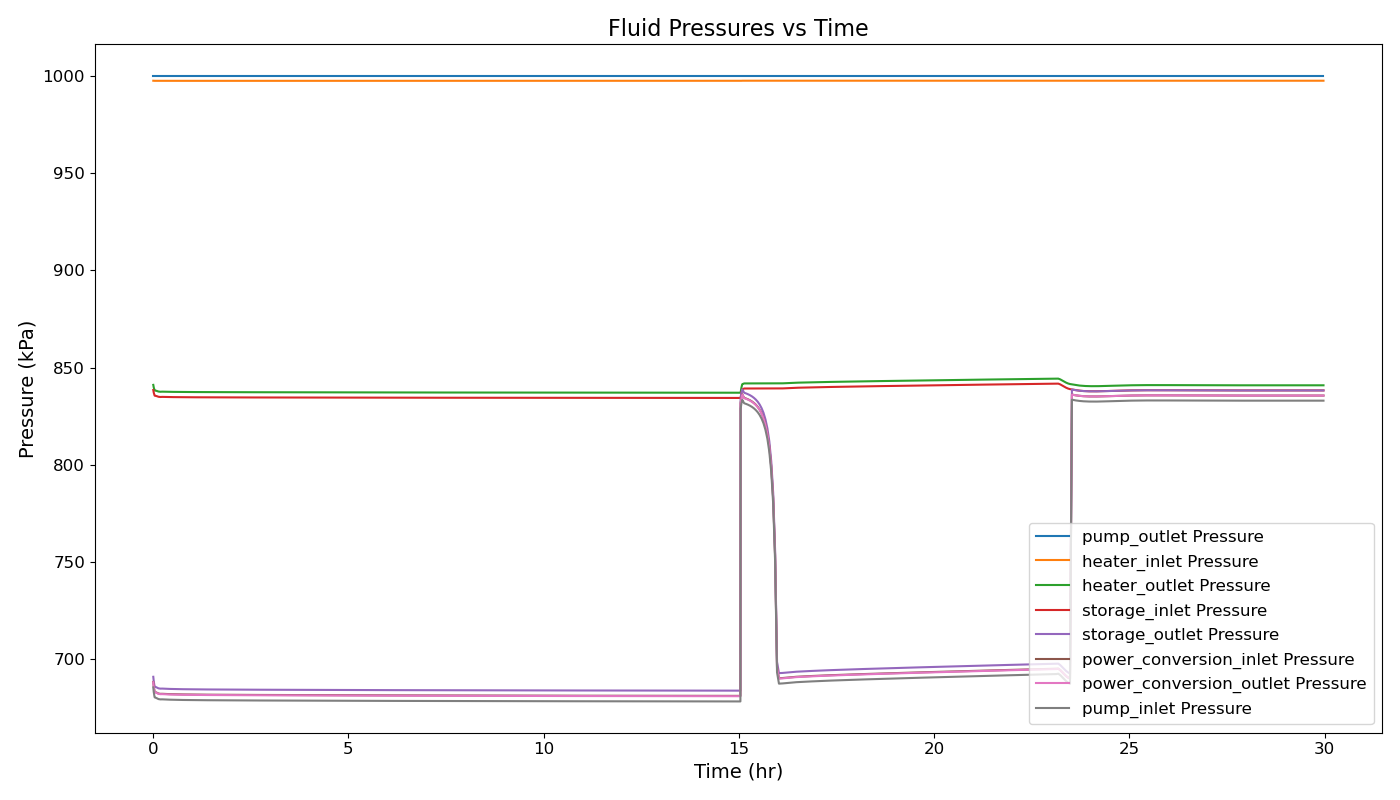 Fluid Pressures vs Time
Pressure (kPa)
1000
950
900
850
800
750
700
pump_outlet Pressure
heater_inlet Pressure
heater_outlet Pressure
storage_inlet Pressure
storage_outlet Pressure
power_conversion_inlet Pressure
power_conversion_outlet Pressure
pump_inlet Pressure
0 5 10 15 20 25 30
Time (hr)